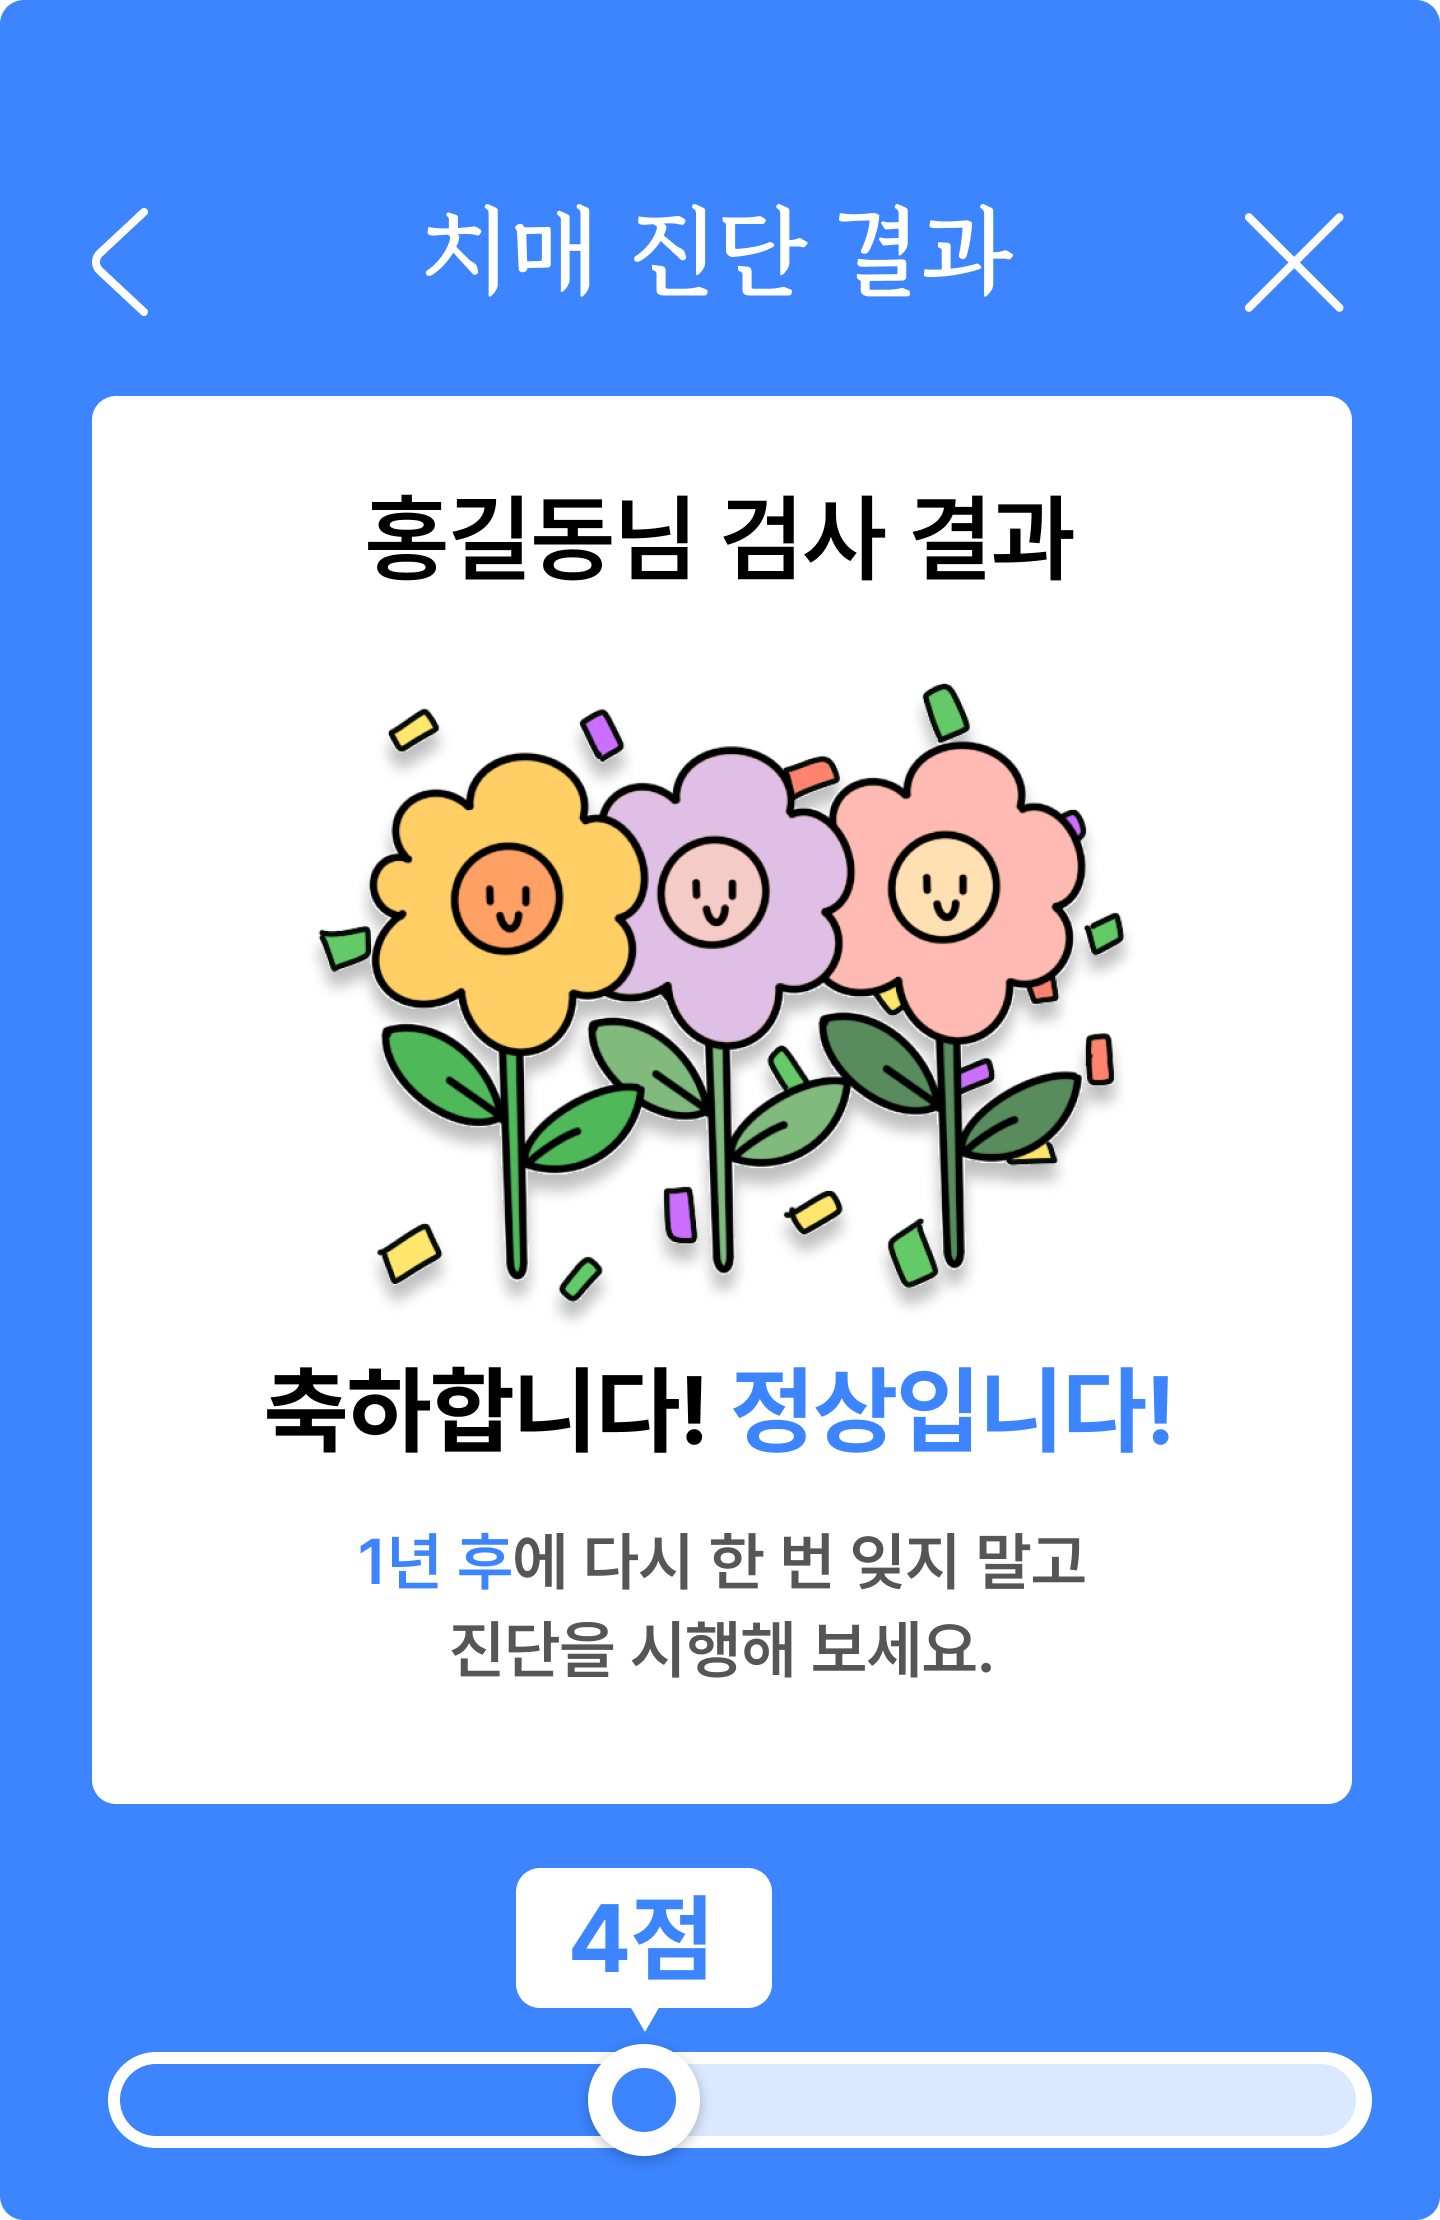 치매 진단 결과
홍길동님 검사 결과
축하합니다! 정상입니다!
1년 후에 다시 한 번 잊지 말고
진단을 시행해 보세요.
4점